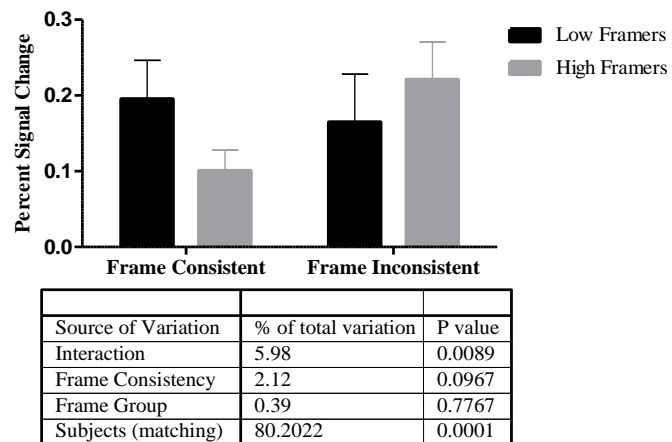 0.3
0.2
0.1
0.0
Percent Signal Change
Low Framers
High Framers
Frame Consistent Frame Inconsistent
Source of Variation % of total variation P value
Interaction 5.98 0.0089
Frame Consistency 2.12 0.0967
Frame Group 0.39 0.7767
Subjects (matching) 80.2022 0.0001